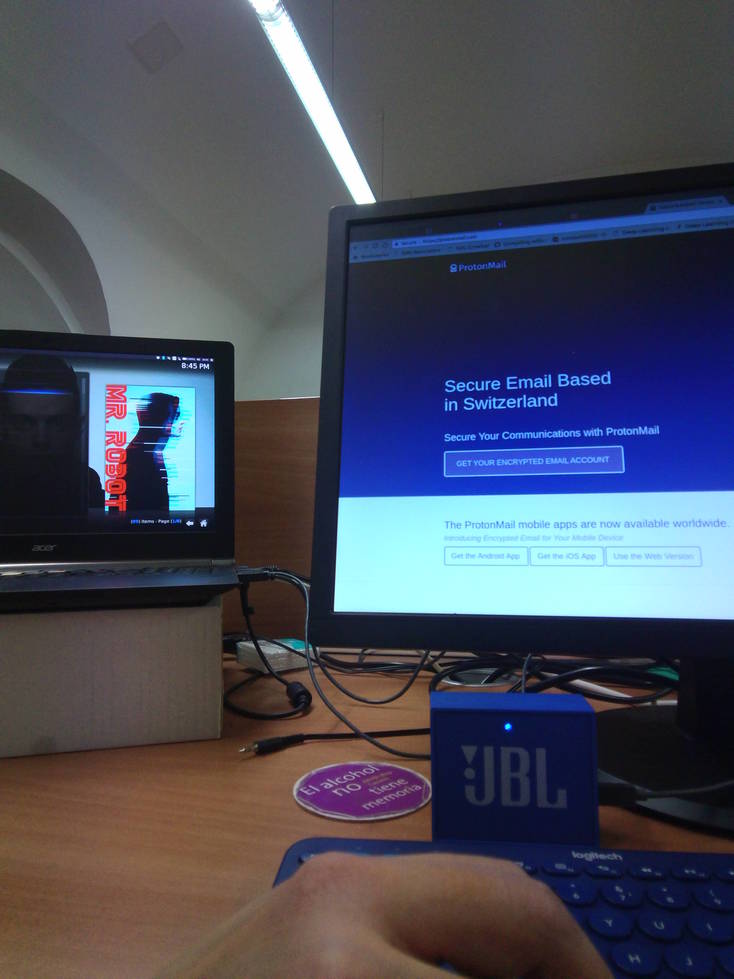 8:45 PM
MR. ROBOT
items - Page
acer
ProtonMail
Secure Email Based
in Switzerland
Secure Your Communications with ProtonMail
GET YOUR ENCRYPTED EMAIL ACCOUNT
The ProtonMail mobile apps are now available worldwide.
Introducing Encrypted Email for Your Mobile Device
Get the Android App
Get the iOS App
Use the Web Version
JBL
El alcohol
no
tiene
memoria
logitech
6
7
8
Y
U
I
H
J